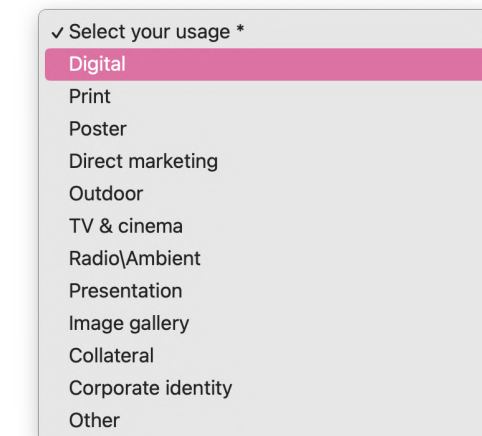 ✓ Select your usage *
Digital
Print
Poster
Direct marketing
Outdoor
TV & cinema
Radio\Ambient
Presentation
Image gallery
Collateral
Corporate identity
Other